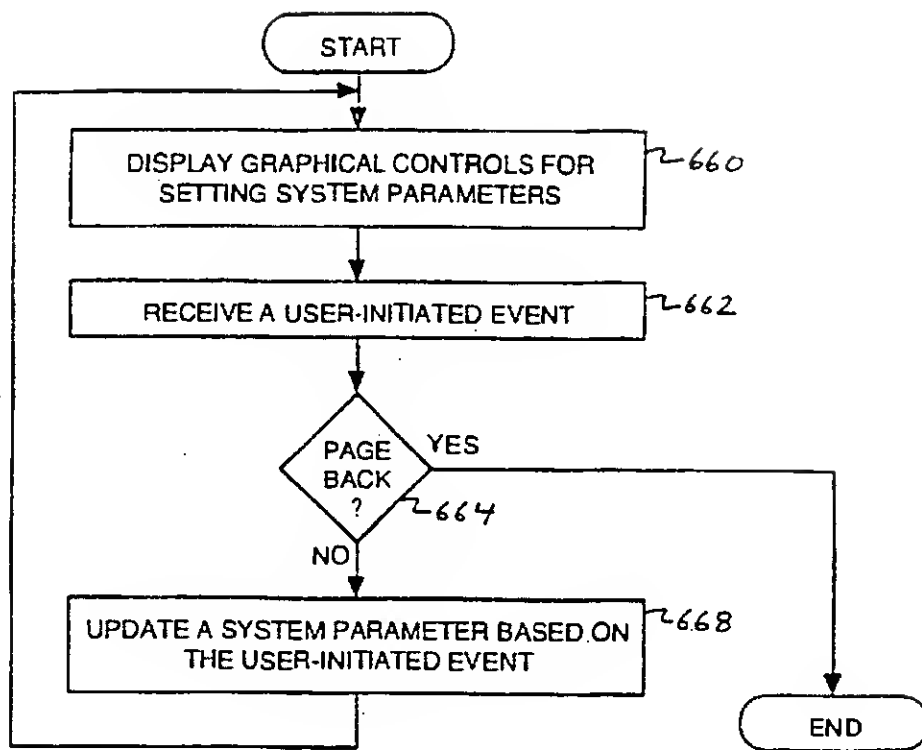 START
DISPLAY GRAPHICAL CONTROLS FOR
SETTING SYSTEM PARAMETERS
660
RECEIVE A USER-INITIATED EVENT
662
PAGE
BACK
?
YES
664
NO
UPDATE A SYSTEM PARAMETER BASED ON
THE USER-INITIATED EVENT
668
END